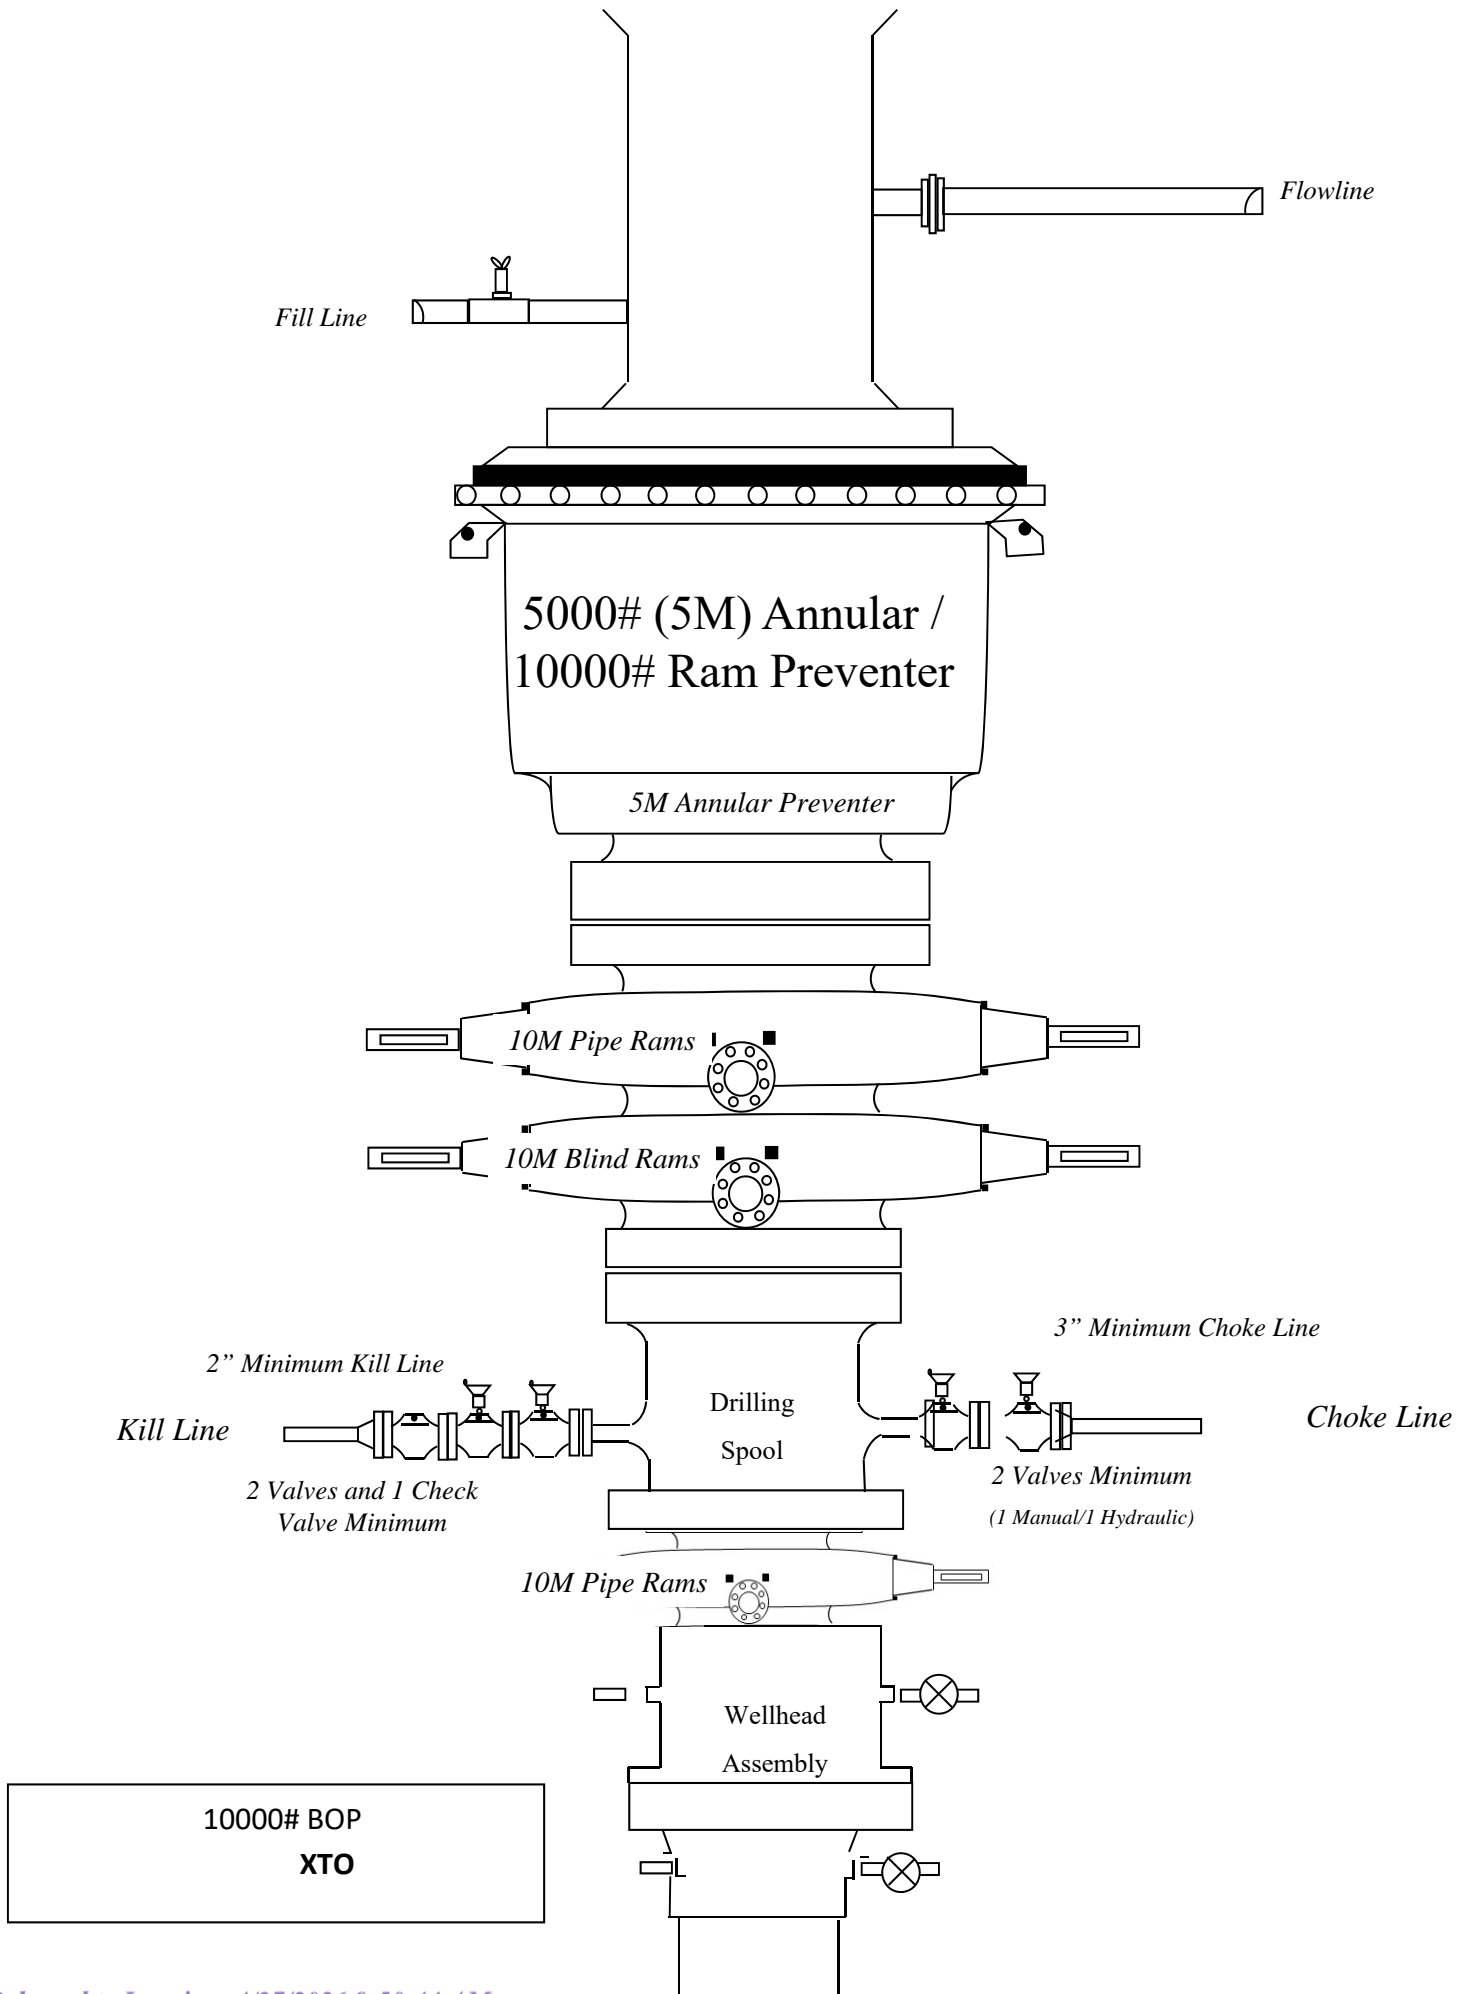 Flowline
Fill Line
5000# (5M) Annular /
10000# Ram Preventer
5M Annular Preventer
10M Pipe Rams
10M Blind Rams
3” Minimum Choke Line
2” Minimum Kill Line
Drilling
Spool
Kill Line
Choke Line
2 Valves Minimum
(1 Manual/1 Hydraulic)
2 Valves and 1 Check
Valve Minimum
10M Pipe Rams
Wellhead
Assembly
10000# BOP
XTO